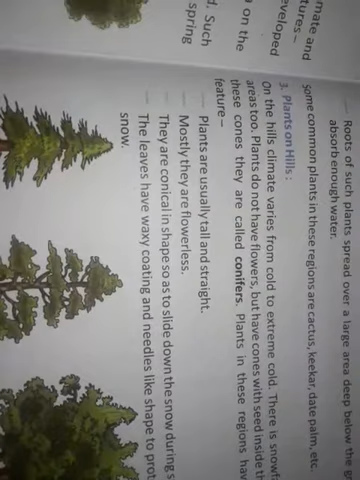 mate and
tures –
eveloped
on the
d. Such
spring
Roots of such plants spread over a large area deep below the g
absorb enough water.
Some common plants in these regions are cactus, keekar, date palm, etc.
3. Plants on Hills :
On the hills climate varies from cold to extreme cold. There is snowf
areas too. Plants do not have flowers, but have cones with seed inside th
these cones they are called conifers. Plants in these regions hav
feature –
— Plants are usually tall and straight.
— Mostly they are flowerless.
— They are conical in shape so as to slide down the snow during s
— The leaves have waxy coating and needles like shape to prot
snow.